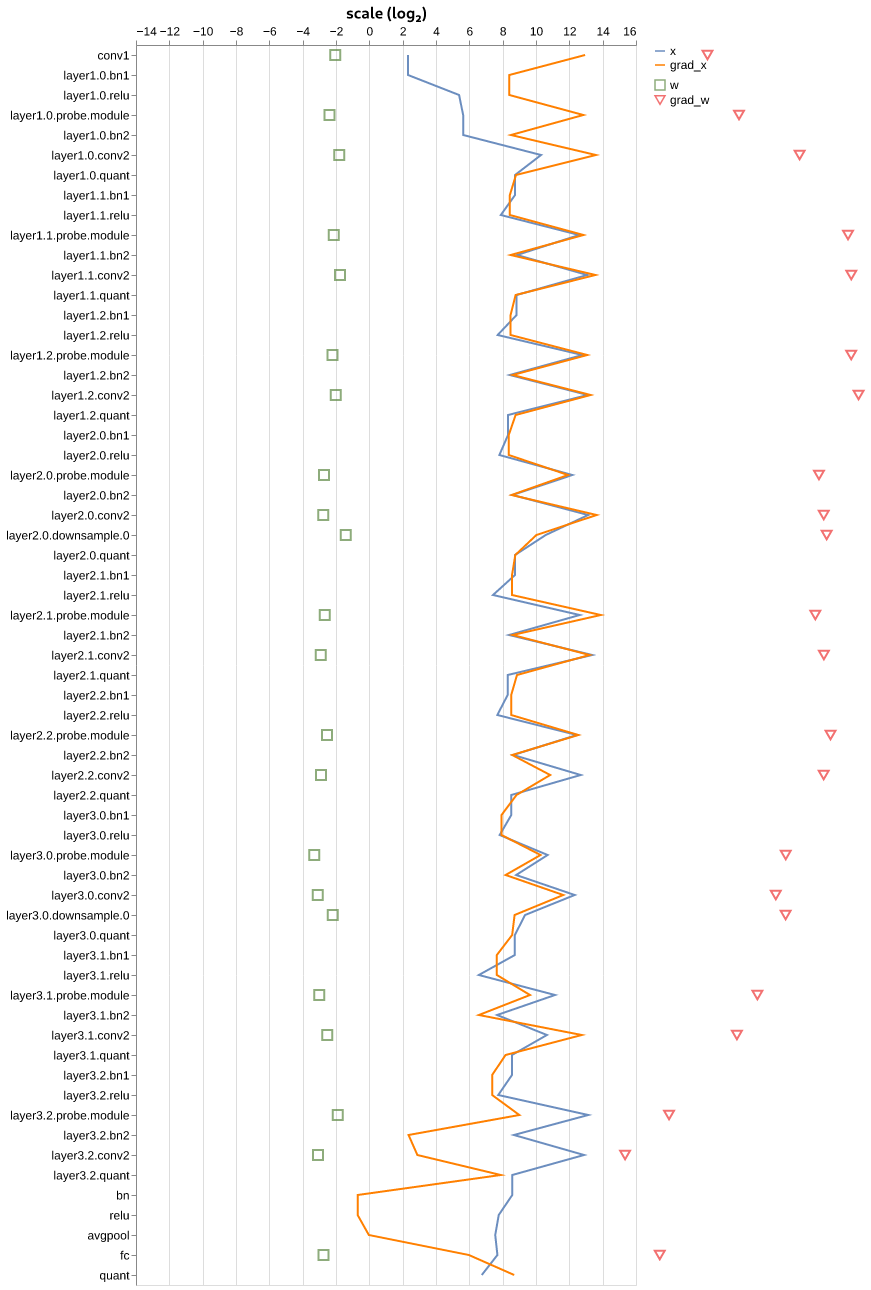 scale (log₂)
−14 −12 −10 −8 −6 −4 −2 0 2 4 6 8 10 12 14 16
x
grad_x
w
grad_w
conv1
layer1.0.bn1
layer1.0.relu
layer1.0.probe.module
layer1.0.bn2
layer1.0.conv2
layer1.0.quant
layer1.1.bn1
layer1.1.relu
layer1.1.probe.module
layer1.1.bn2
layer1.1.conv2
layer1.1.quant
layer1.2.bn1
layer1.2.relu
layer1.2.probe.module
layer1.2.bn2
layer1.2.conv2
layer1.2.quant
layer2.0.bn1
layer2.0.relu
layer2.0.probe.module
layer2.0.bn2
layer2.0.conv2
layer2.0.downsample.0
layer2.0.quant
layer2.1.bn1
layer2.1.relu
layer2.1.probe.module
layer2.1.bn2
layer2.1.conv2
layer2.1.quant
layer2.2.bn1
layer2.2.relu
layer2.2.probe.module
layer2.2.bn2
layer2.2.conv2
layer2.2.quant
layer3.0.bn1
layer3.0.relu
layer3.0.probe.module
layer3.0.bn2
layer3.0.conv2
layer3.0.downsample.0
layer3.0.quant
layer3.1.bn1
layer3.1.relu
layer3.1.probe.module
layer3.1.bn2
layer3.1.conv2
layer3.1.quant
layer3.2.bn1
layer3.2.relu
layer3.2.probe.module
layer3.2.bn2
layer3.2.conv2
layer3.2.quant
bn
relu
avgpool
fc
quant